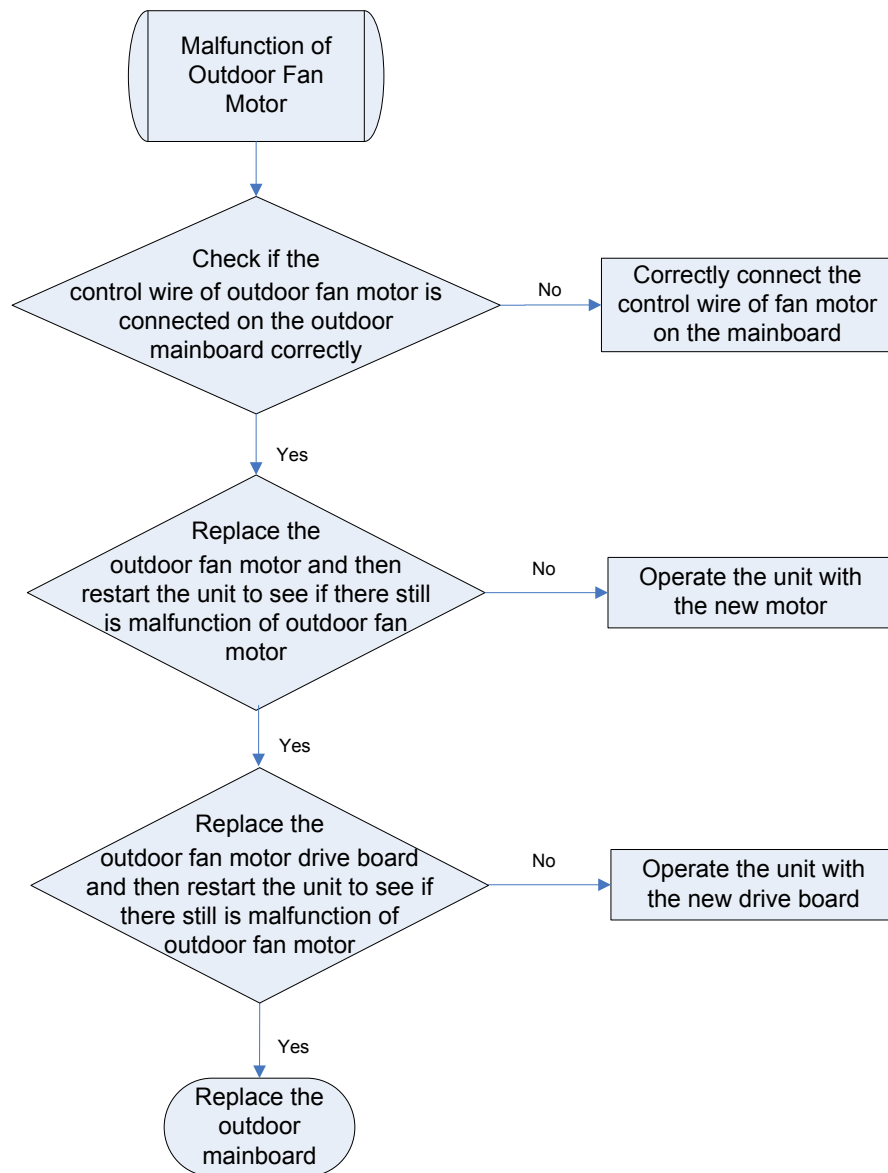 Malfunction of
Outdoor Fan
Motor
Check if the
control wire of outdoor fan motor is
connected on the outdoor
mainboard correctly
No
Correctly connect the
control wire of fan motor
on the mainboard
Yes
Replace the
outdoor fan motor and then
restart the unit to see if there still
is malfunction of outdoor fan
motor
No
Operate the unit with
the new motor
Yes
Replace the
outdoor fan motor drive board
and then restart the unit to see if
there still is malfunction of
outdoor fan motor
No
Operate the unit with
the new drive board
Yes
Replace the
outdoor
mainboard